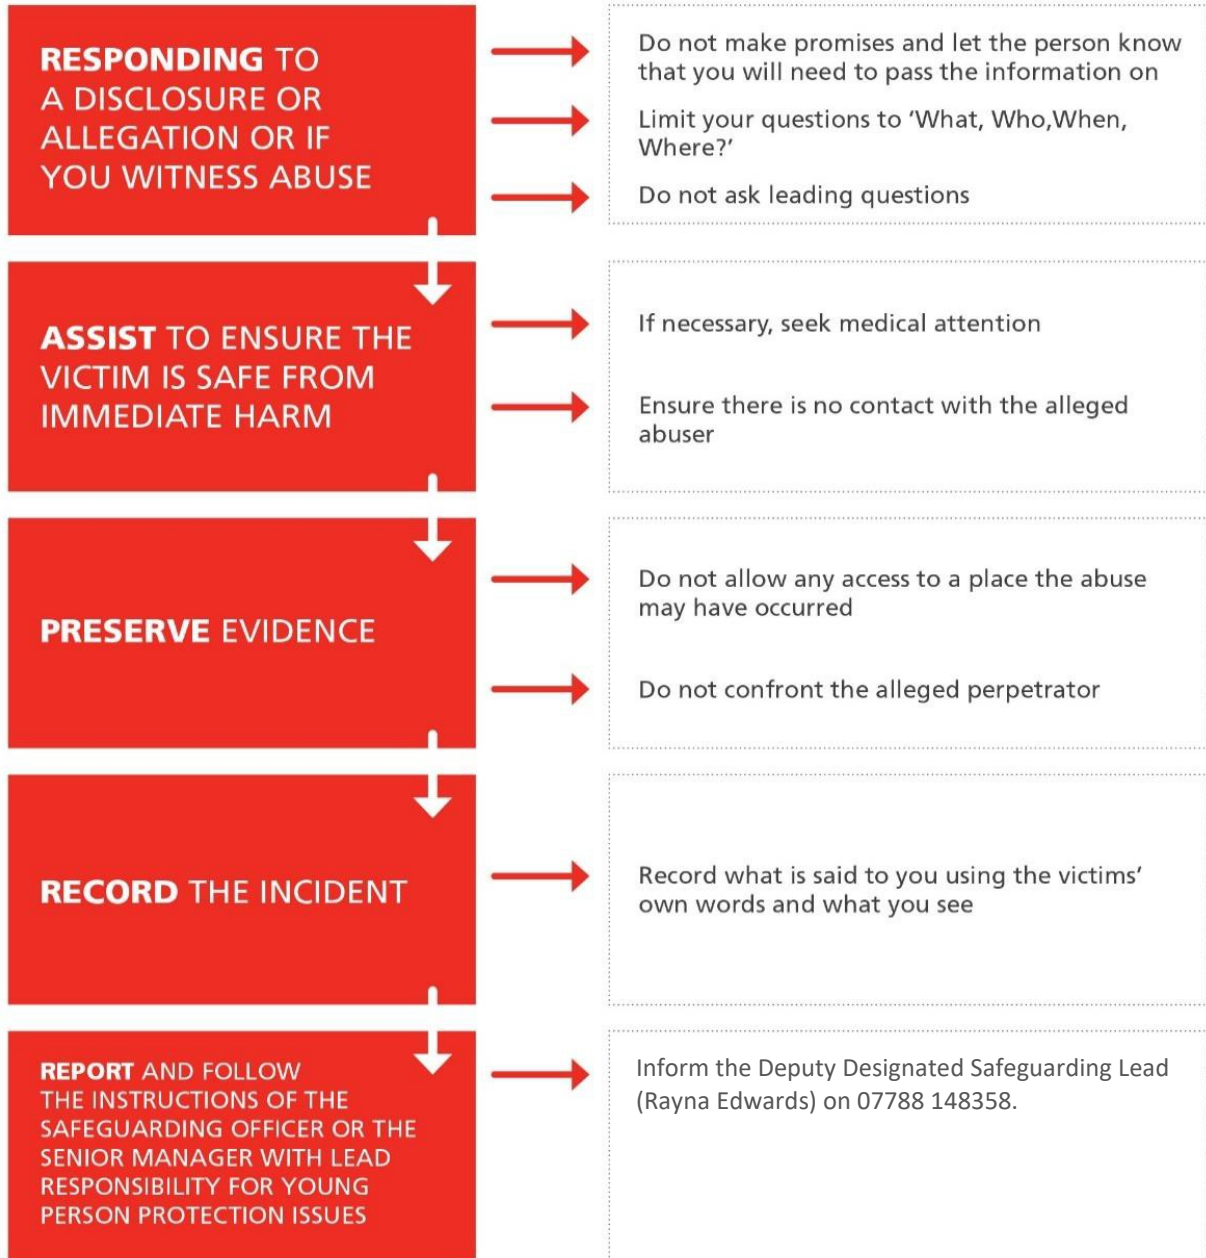 RESPONDING TO
A DISCLOSURE OR
ALLEGATION OR IF
YOU WITNESS ABUSE
Do not make promises and let the person know
that you will need to pass the information on
Limit your questions to ‘What, Who,When,
Where?’
Do not ask leading questions
ASSIST TO ENSURE THE
VICTIM IS SAFE FROM
IMMEDIATE HARM
If necessary, seek medical attention
Ensure there is no contact with the alleged
abuser
PRESERVE EVIDENCE
Do not allow any access to a place the abuse
may have occurred
Do not confront the alleged perpetrator
RECORD THE INCIDENT
Record what is said to you using the victims’
own words and what you see
REPORT AND FOLLOW
THE INSTRUCTIONS OF THE
SAFEGUARDING OFFICER OR THE
SENIOR MANAGER WITH LEAD
RESPONSIBILITY FOR YOUNG
PERSON PROTECTION ISSUES
Inform the Deputy Designated Safeguarding Lead
(Rayna Edwards) on 07788 148358.